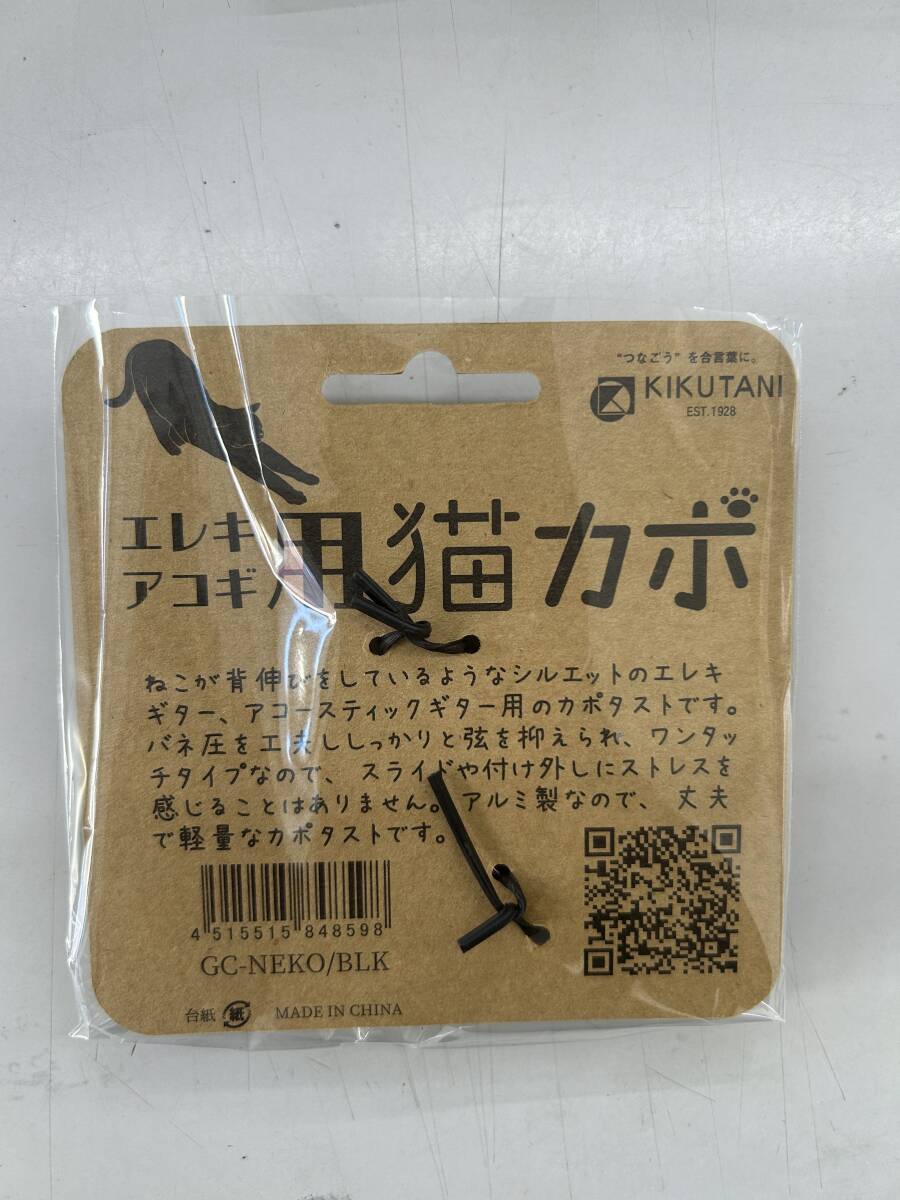 “つなごう” を合言葉に。
KIKUTANI
EST.1928
エレキ
アコギ
用猫カポ
ねこが背伸びをしているようなシルエットのエレキ
ギター、アコースティックギター用のカポタストです。
バネ圧を工夫ししっかりと弦を抑えられ、ワンタッ
チタイプなので、スライドや付け外しにストレスを
感じることはありません。アルミ製なので、丈夫
で軽量なカポタストです。
4 515515 848598
GC-NEKO/BLK
台紙 紙 MADE IN CHINA